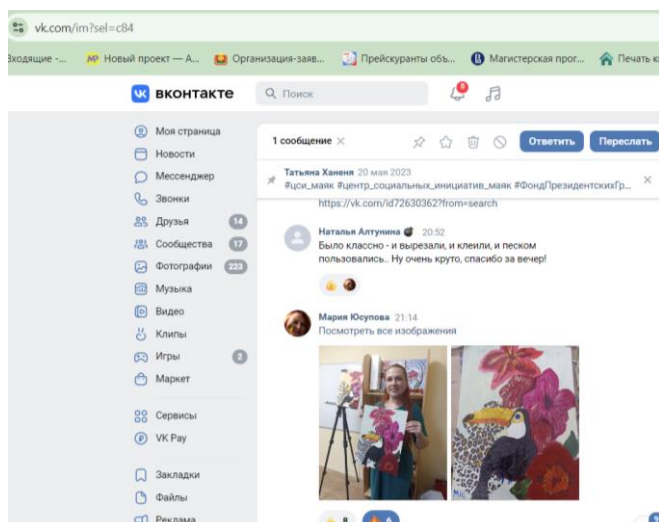 vk.com/im?sel=c84
Входящие -...
Новый проект — А...
Организация-заяв...
Прейскуранты объ...
Магистерская прог...
Печать
вконтакте
Поиск
8
Моя страница
Новости
Мессенджер
Звонки
Друзья 14
Сообщества 17
Фотографии 223
Музыка
Видео
Клипы
Игры 2
Маркет
Сервисы
VK Pay
Закладки
Файлы
Реклама
1 сообщение
Ответить
Переслать
Татьяна Ханеня 20 мая 2023
#цси_маяк #центр_социальных_инициатив_маяк #ФондПрезидентскихГр...
https://vk.com/id72630362?from=search
Наталья Алтунина 20:52
Было классно - и вырезали, и клеили, и песком
пользовались.. Ну очень круто, спасибо за вечер!
Мария Юсупова 21:14
Посмотреть все изображения
8